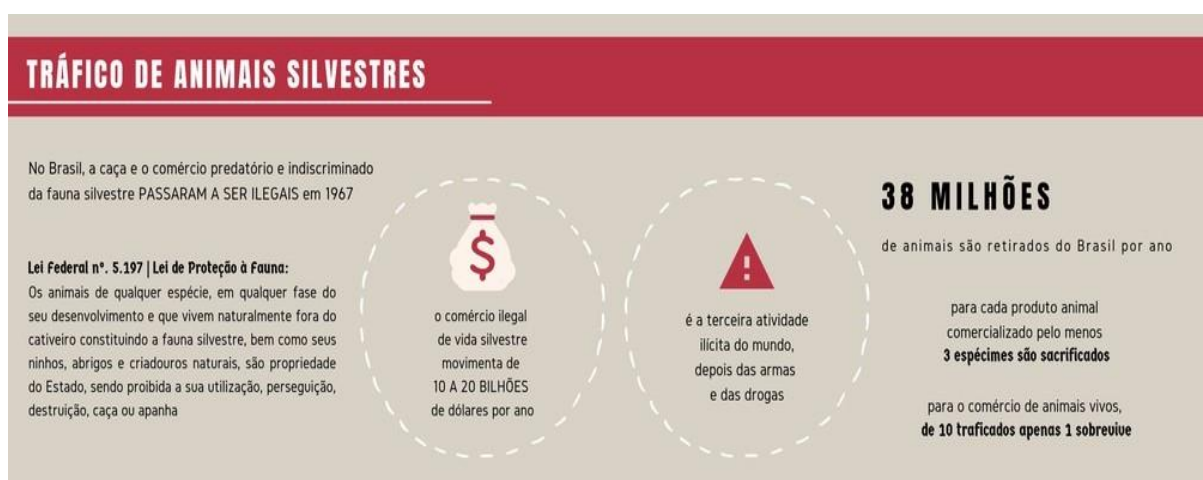 TRÁFICO DE ANIMAIS SILVESTRES
No Brasil, a caça e o comércio predatório e indiscriminado
da fauna silvestre PASSARAM A SER ILEGAIS em 1967
Lei Federal nº. 5.197 | Lei de Proteção à Fauna:
Os animais de qualquer espécie, em qualquer fase do
seu desenvolvimento e que vivem naturalmente fora do
cativeiro constituindo a fauna silvestre, bem como seus
ninhos, abrigos e criadouros naturais, são propriedade
do Estado, sendo proibida a sua utilização, perseguição,
destruição, caça ou apanha
$
o comércio ilegal
de vida silvestre
movimenta de
10 A 20 BILHÕES
de dólares por ano
!
é a terceira atividade
ilícita do mundo,
depois das armas
e das drogas
38 MILHÕES
de animais são retirados do Brasil por ano
para cada produto animal
comercializado pelo menos
3 espécimes são sacrificados
para o comércio de animais vivos,
de 10 traficados apenas 1 sobrevive